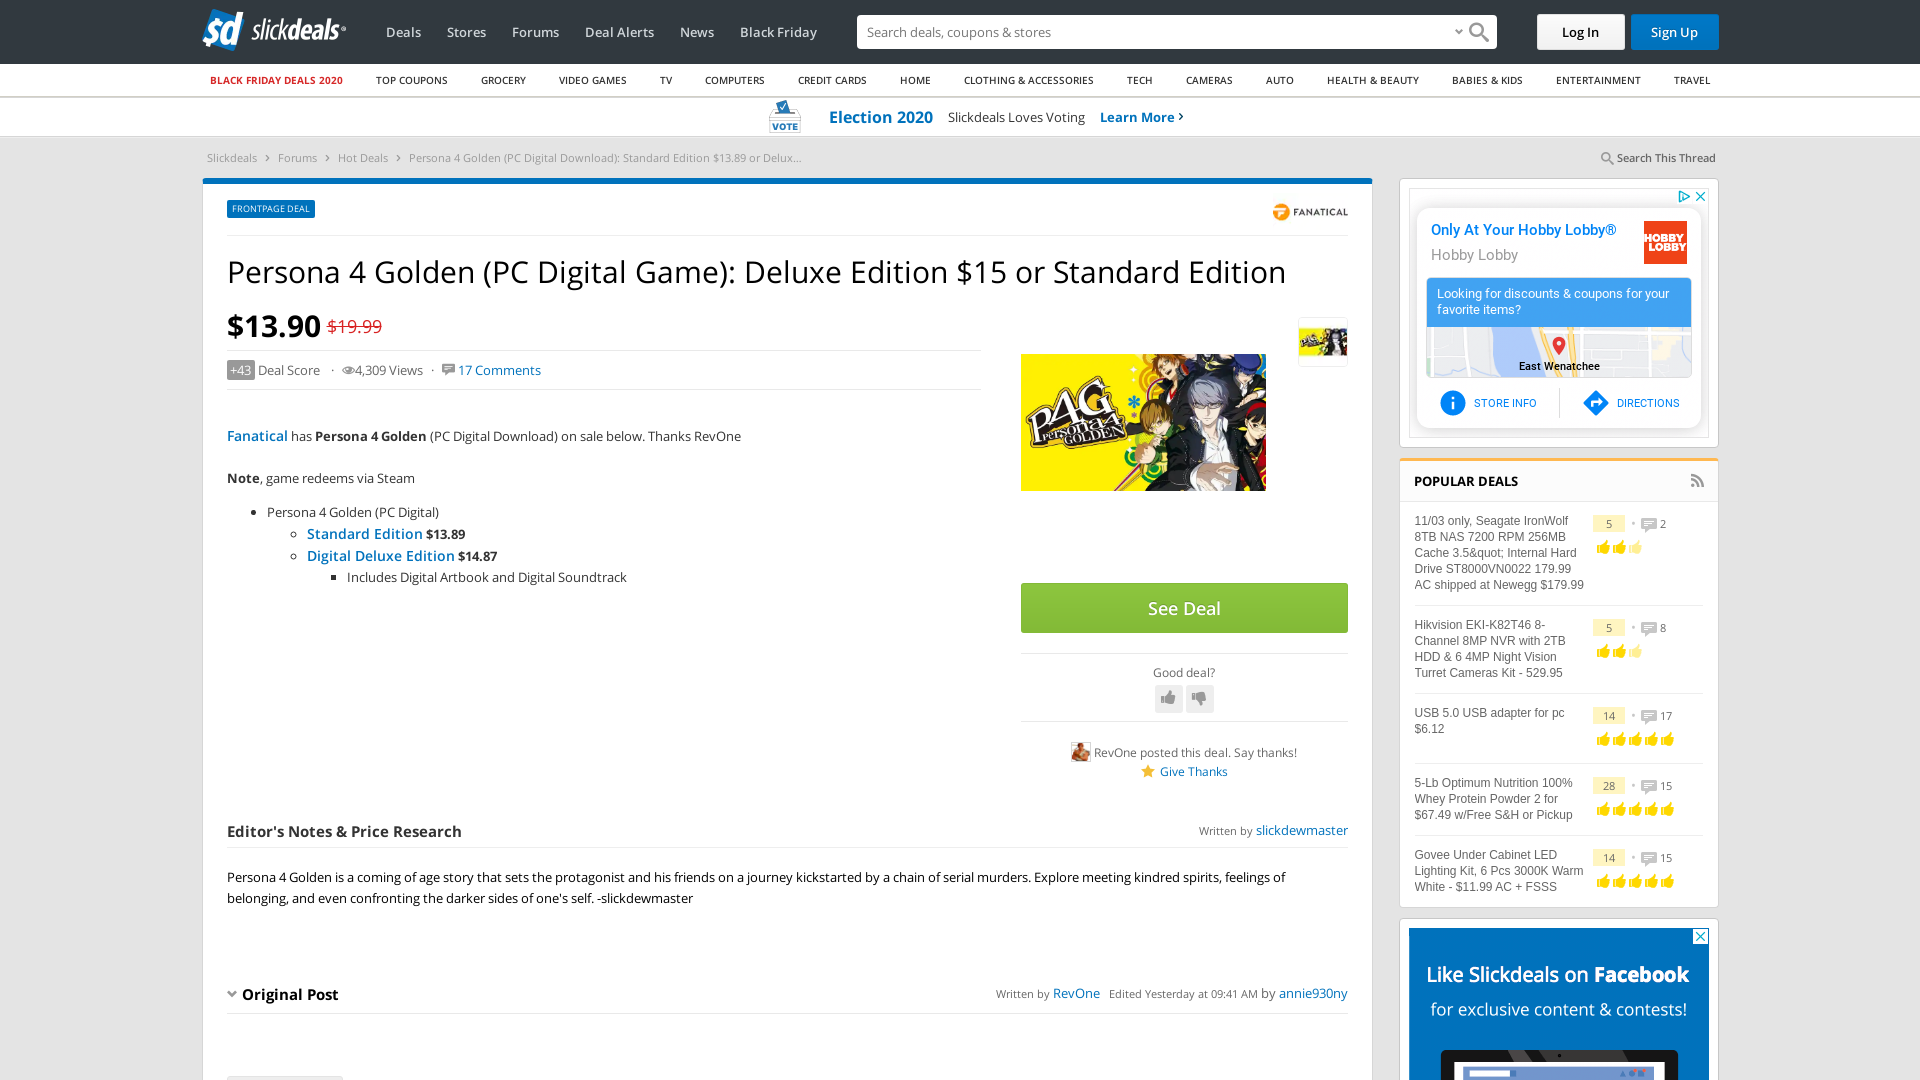 sd slickdeals
Deals Stores Forums Deal Alerts News Black Friday
Search deals, coupons & stores
Log In
Sign Up
BLACK FRIDAY DEALS 2020 TOP COUPONS GROCERY VIDEO GAMES TV COMPUTERS CREDIT CARDS HOME CLOTHING & ACCESSORIES TECH CAMERAS AUTO HEALTH & BEAUTY BABIES & KIDS ENTERTAINMENT TRAVEL
VOTE
Election 2020 Slickdeals Loves Voting Learn More
Slickdeals Forums Hot Deals Persona 4 Golden (PC Digital Download): Standard Edition $13.89 or Delux...
Search This Thread
FRONTPAGE DEAL
FANATICAL
Persona 4 Golden (PC Digital Game): Deluxe Edition $15 or Standard Edition
$13.90 $19.99
+43 Deal Score · 4,309 Views · 17 Comments
Fanatical has Persona 4 Golden (PC Digital Download) on sale below. Thanks RevOne
Note, game redeems via Steam
Persona 4 Golden (PC Digital)
Standard Edition $13.89
Digital Deluxe Edition $14.87
Includes Digital Artbook and Digital Soundtrack
P4G
Persona4
GOLDEN
See Deal
Good deal?
RevOne posted this deal. Say thanks!
Give Thanks
Editor's Notes & Price Research
Written by slickdewmaster
Persona 4 Golden is a coming of age story that sets the protagonist and his friends on a journey kickstarted by a chain of serial murders. Explore meeting kindred spirits, feelings of
belonging, and even confronting the darker sides of one's self. -slickdewmaster
Original Post
Written by RevOne Edited Yesterday at 09:41 AM by annie930ny
Only At Your Hobby Lobby®
Hobby Lobby
HOBBY
LOBBY
Looking for discounts & coupons for your
favorite items?
East Wenatchee
STORE INFO
DIRECTIONS
POPULAR DEALS
11/03 only, Seagate IronWolf
8TB NAS 7200 RPM 256MB
Cache 3.5&quot; Internal Hard
Drive ST8000VN0022 179.99
AC shipped at Newegg $179.99
5 • 2
Hikvision EKI-K82T46 8-
Channel 8MP NVR with 2TB
HDD & 6 4MP Night Vision
Turret Cameras Kit - 529.95
5 • 8
USB 5.0 USB adapter for pc
$6.12
14 • 17
5-Lb Optimum Nutrition 100%
Whey Protein Powder 2 for
$67.49 w/Free S&H or Pickup
28 • 15
Govee Under Cabinet LED
Lighting Kit, 6 Pcs 3000K Warm
White - $11.99 AC + FSSS
14 • 15
Like Slickdeals on Facebook
for exclusive content & contests!